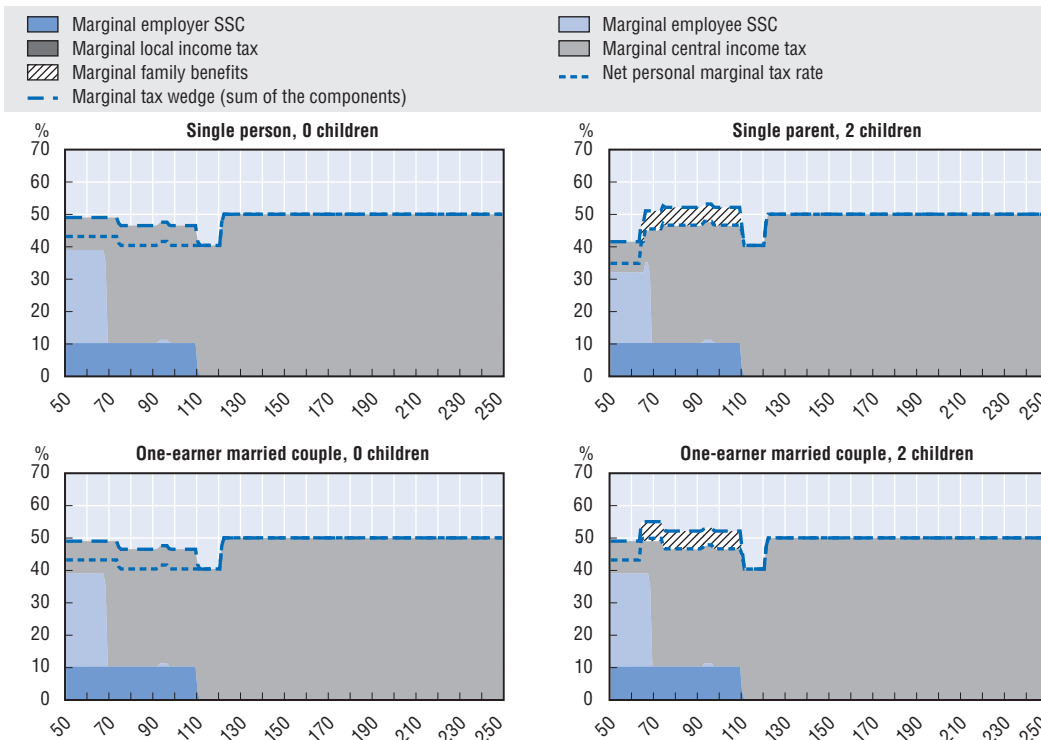 Marginal employer SSC
Marginal employee SSC
Marginal local income tax
Marginal central income tax
Marginal family benefits
Net personal marginal tax rate
Marginal tax wedge (sum of the components)
% Single person, 0 children
70
60
50
40
30
20
10
0
50 70 90 110 130 150 170 190 210 230 250
% Single parent, 2 children
70
60
50
40
30
20
10
0
50 70 90 110 130 150 170 190 210 230 250
% One-earner married couple, 0 children
70
60
50
40
30
20
10
0
50 70 90 110 130 150 170 190 210 230 250
% One-earner married couple, 2 children
70
60
50
40
30
20
10
0
50 70 90 110 130 150 170 190 210 230 250